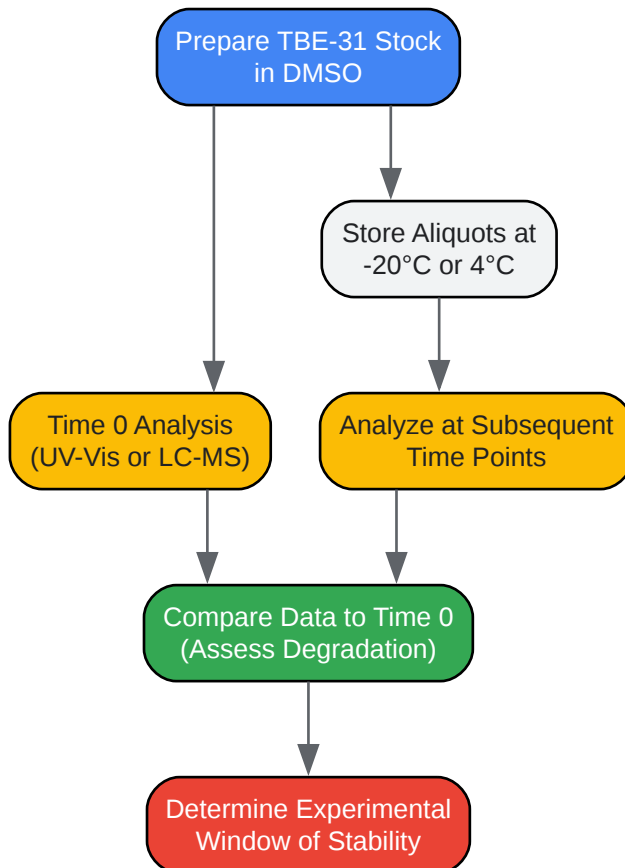 Prepare TBE-31 Stock
in DMSO
Store Aliquots at
-20°C or 4°C
Time 0 Analysis
(UV-Vis or LC-MS)
Analyze at Subsequent
Time Points
Compare Data to Time 0
(Assess Degradation)
Determine Experimental
Window of Stability